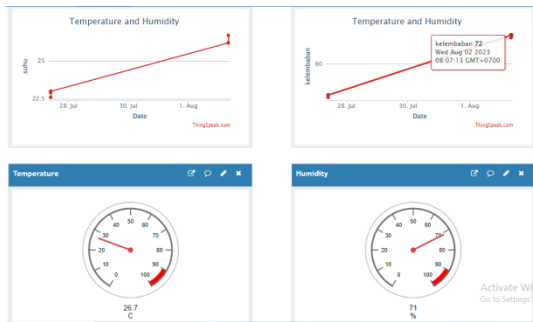 Temperature and Humidity
suhu
25
22.5
28. Jul
30. Jul
1. Aug
Date
ThingSpeak.com
Temperature and Humidity
kelembaban
60
kelembaban:72
Wed Aug 02 2023
08:07:13 GMT+0700
28. Jul
30. Jul
1. Aug
Date
ThingSpeak.com
Temperature
0
10
20
30
40
50
60
70
80
90
100
26.7
C
Humidity
0
10
20
30
40
50
60
70
80
90
100
71
%
Activate Wi
Go to Settings